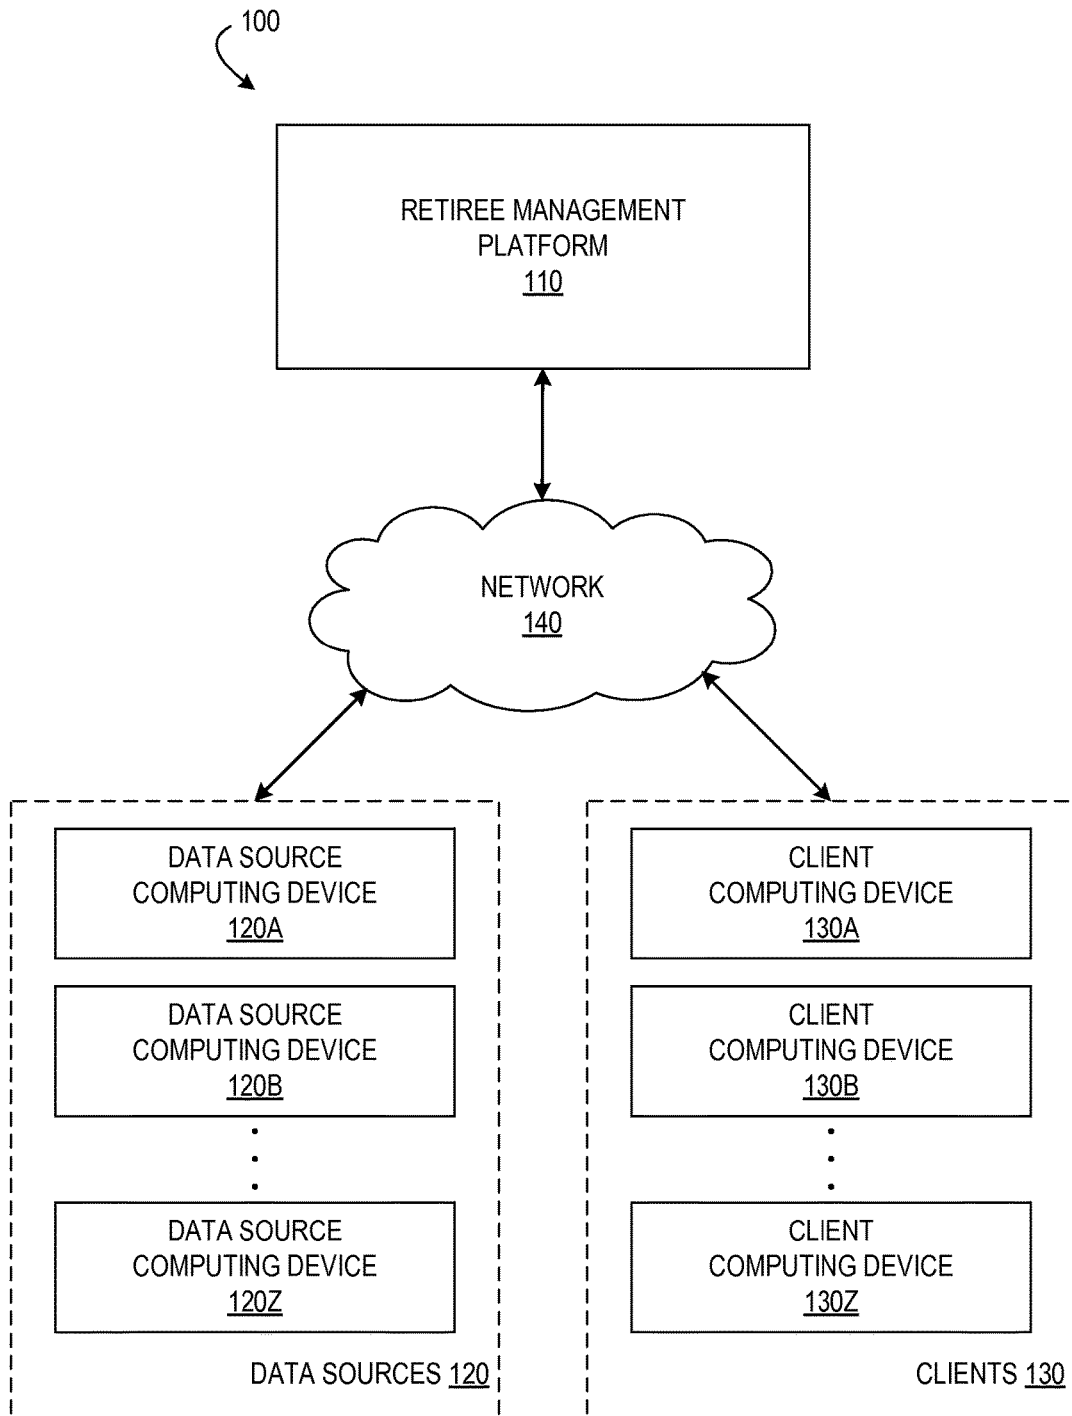 100
RETIREE MANAGEMENT
PLATFORM
110
NETWORK
140
DATA SOURCE
COMPUTING DEVICE
120A
DATA SOURCE
COMPUTING DEVICE
120B
DATA SOURCE
COMPUTING DEVICE
120Z
DATA SOURCES 120
CLIENT
COMPUTING DEVICE
130A
CLIENT
COMPUTING DEVICE
130B
CLIENT
COMPUTING DEVICE
130Z
CLIENTS 130